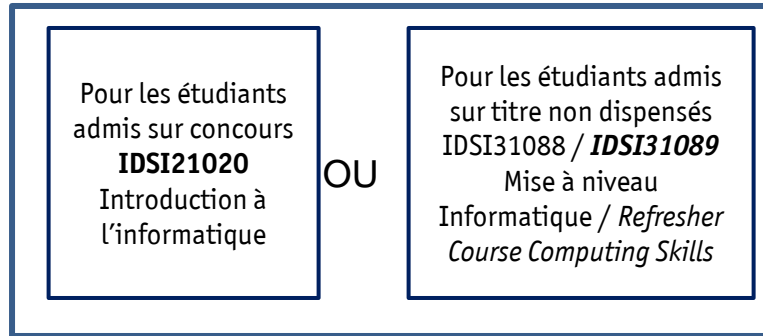 Pour les étudiants
admis sur concours
IDSI21020
Introduction à
l'informatique
OU
Pour les étudiants admis
sur titre non dispensés
IDSI31088 / IDSI31089
Mise à niveau
Informatique / Refresher
Course Computing Skills